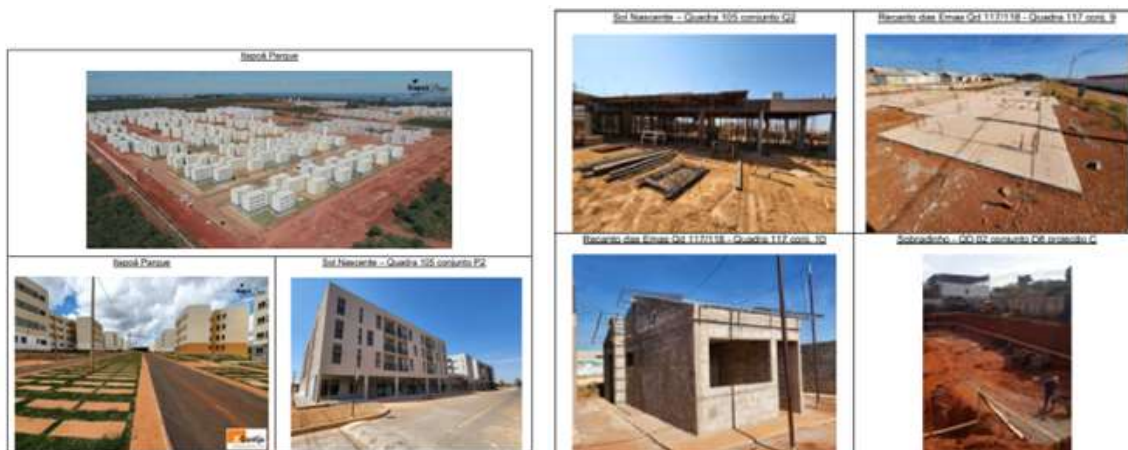 Itapoã Parque
Itapoã Parque
Itapoã Parque
Sol Nascente - Quadra 105 conjunto P2
Sol Nascente – Quadra 105 conjunto Q2
Recanto das Emas Qd 117/118 - Quadra 117 conj. 9
Recanto das Emas Qd 117/118 - Quadra 117 conj. 10
Sobradinho - QD 02 conjunto D6 projeção C